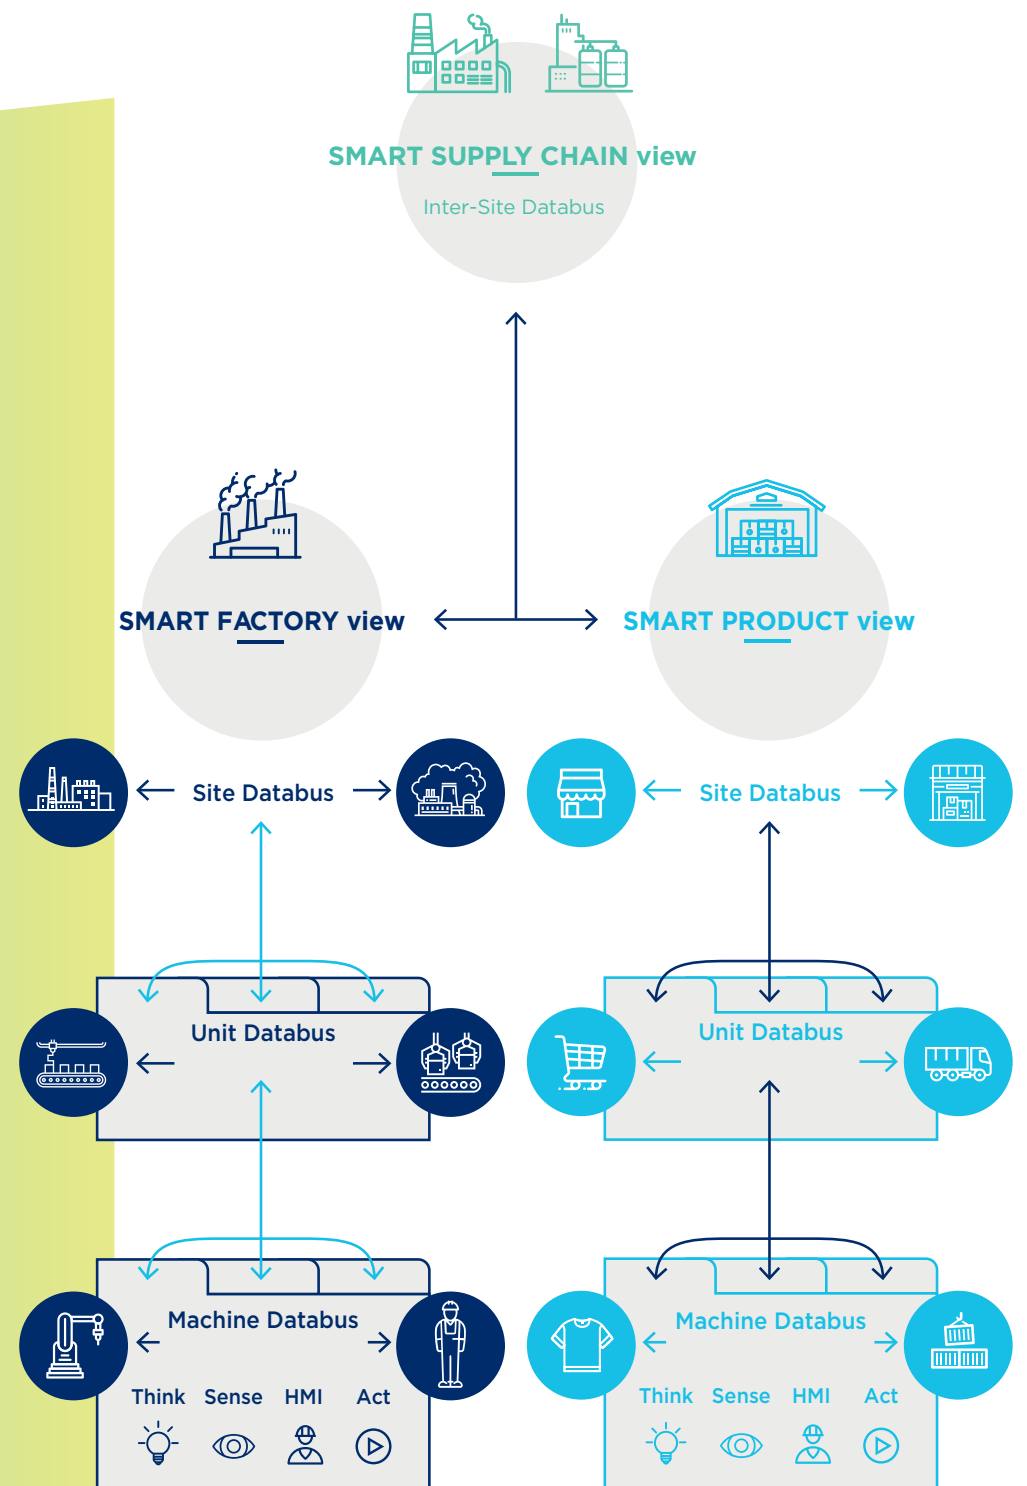 SMART SUPPLY CHAIN view
Inter-Site Databus
SMART FACTORY view
SMART PRODUCT view
Site Databus
Site Databus
Unit Databus
Unit Databus
Machine Databus
Machine Databus
Think Sense HMI Act
Think Sense HMI Act